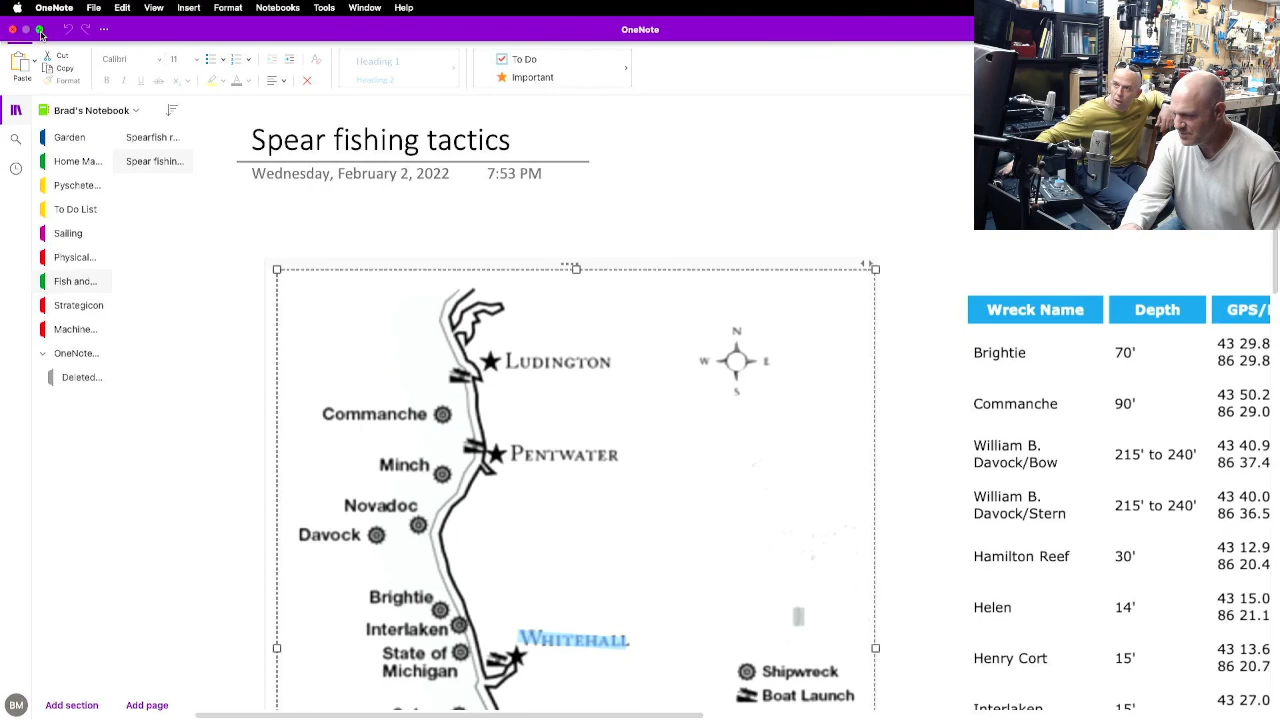 OneNote File Edit View Insert Format Notebooks Tools Window Help
OneNote
Cut
Copy
Paste
Format
Calibri 11
Heading 1
Heading 2
To Do
Important
Brad's Notebook
Garden
Home Ma...
Pyschete...
To Do List
Sailing
Physical...
Fish and...
Strategicon
Machine...
OneNote...
Deleted...
Spearfish r...
Spear fishin...
Spear fishing tactics
Wednesday, February 2, 2022 7:53 PM
N
W E
S
LUDINGTON
Commanche
PENTWATER
Minch
Novadoc
Davock
Brightie
Interlaken
WHITEHALL
State of
Michigan
Shipwreck
Boat Launch
Wreck Name Depth GPS/
Brightie 70' 43 29.8
86 29.8
Commanche 90' 43 50.2
86 29.0
William B.
Davock/Bow 215' to 240' 43 40.9
86 37.4
William B.
Davock/Stern 215' to 240' 43 40.0
86 36.5
Hamilton Reef 30' 43 12.9
86 20.4
Helen 14' 43 15.0
86 21.1
Henry Cort 15' 43 13.6
86 20.7
Interlaken 15' 43 27.0
BM
Add section
Add page